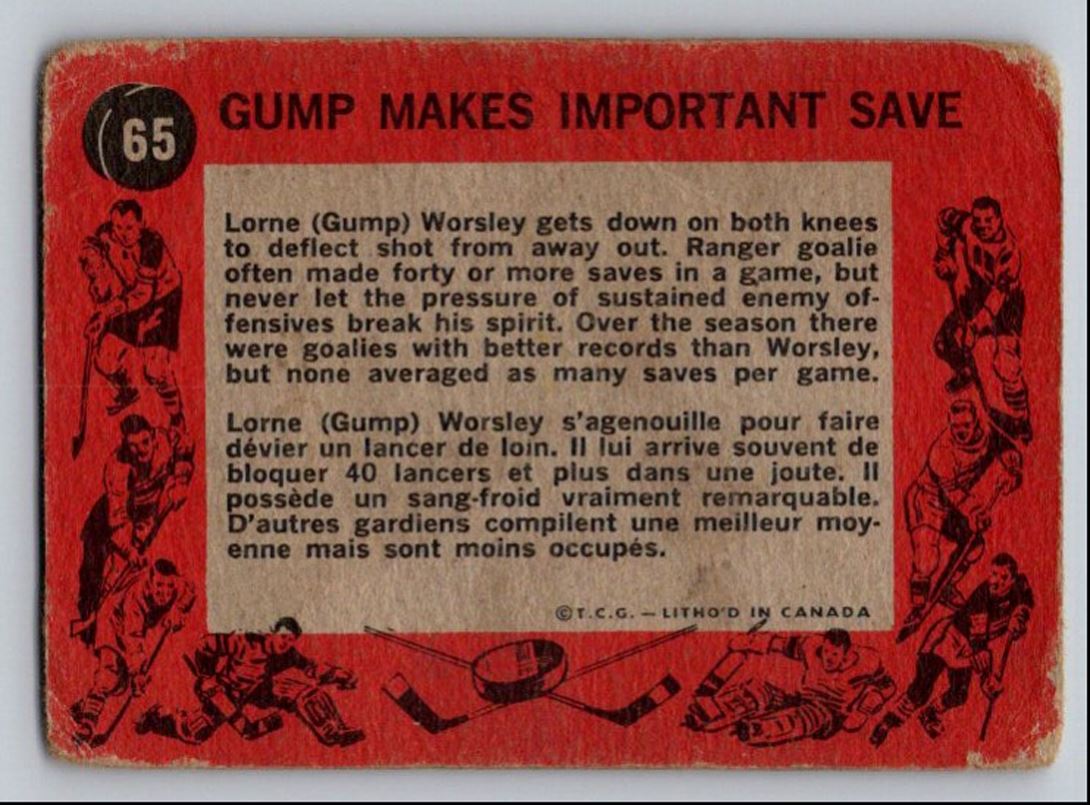 65
GUMP MAKES IMPORTANT SAVE
Lorne (Gump) Worsley gets down on both knees
to deflect shot from away out. Ranger goalie
often made forty or more saves in a game, but
never let the pressure of sustained enemy of-
fensives break his spirit. Over the season there
were goalies with better records than Worsley,
but none averaged as many saves per game.
Lorne (Gump) Worsley s'agenouille pour faire
dévier un lancer de loin. Il lui arrive souvent de
bloquer 40 lancers et plus dans une joute. Il
possède un sang-froid vraiment remarquable.
D'autres gardiens compilent une meilleur moy-
enne mais sont moins occupés.
©T.C.G. — LITHO'D IN CANADA